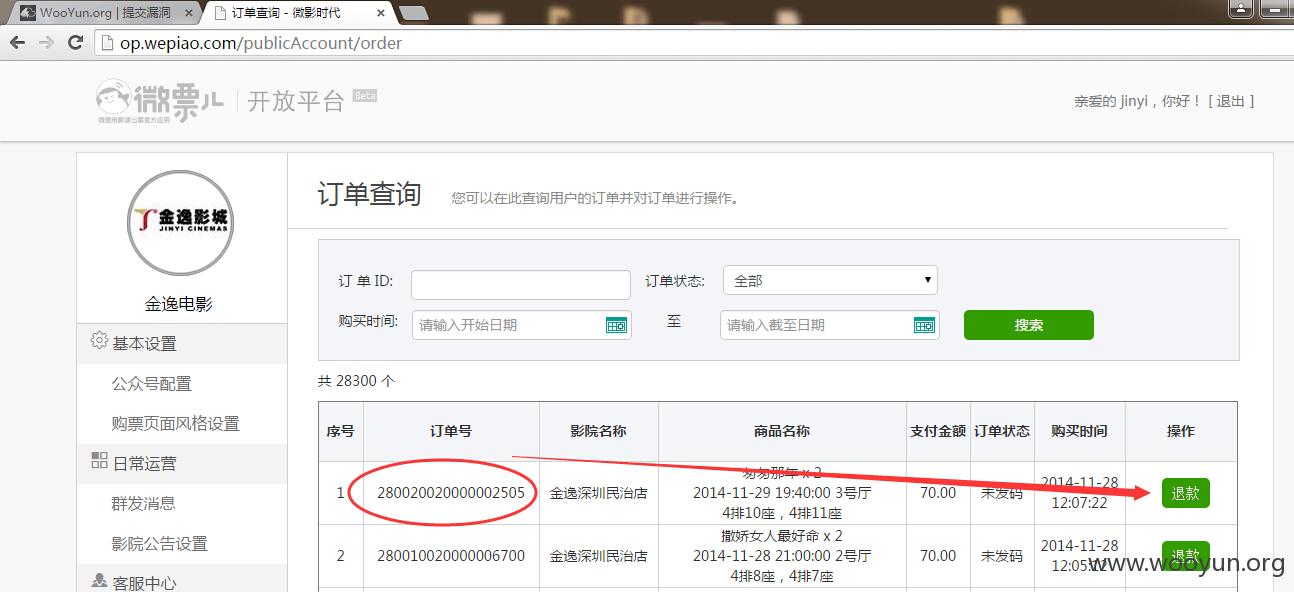 WooYun.org | 提交漏洞
订单查询 - 微影时代
op.wepiao.com/publicAccount/order
微票儿
微信电影票出票官方应用
开放平台 Beta
亲爱的 jinyi，你好！ [ 退出 ]
金逸影城
JINYI CINEMAS
金逸电影
基本设置
公众号配置
购票页面风格设置
日常运营
群发消息
影院公告设置
客服中心
订单查询
您可以在此查询用户的订单并对订单进行操作。
订 单 ID:
订单状态: 全部
购买时间: 请输入开始日期 至 请输入截至日期 搜索
共 28300 个
序号 订单号 影院名称 商品名称 支付金额 订单状态 购买时间 操作
1 280020020000002505 金逸深圳民治店 匆匆那年 x 2
2014-11-29 19:40:00 3号厅
4排10座，4排11座
70.00 未发码 2014-11-28
12:07:22
退款
2 280010020000006700 金逸深圳民治店 撒娇女人最好命 x 2
2014-11-28 21:00:00 2号厅
4排8座，4排7座
70.00 未发码 2014-11-28
12:05:12
退款
www.wooyun.org